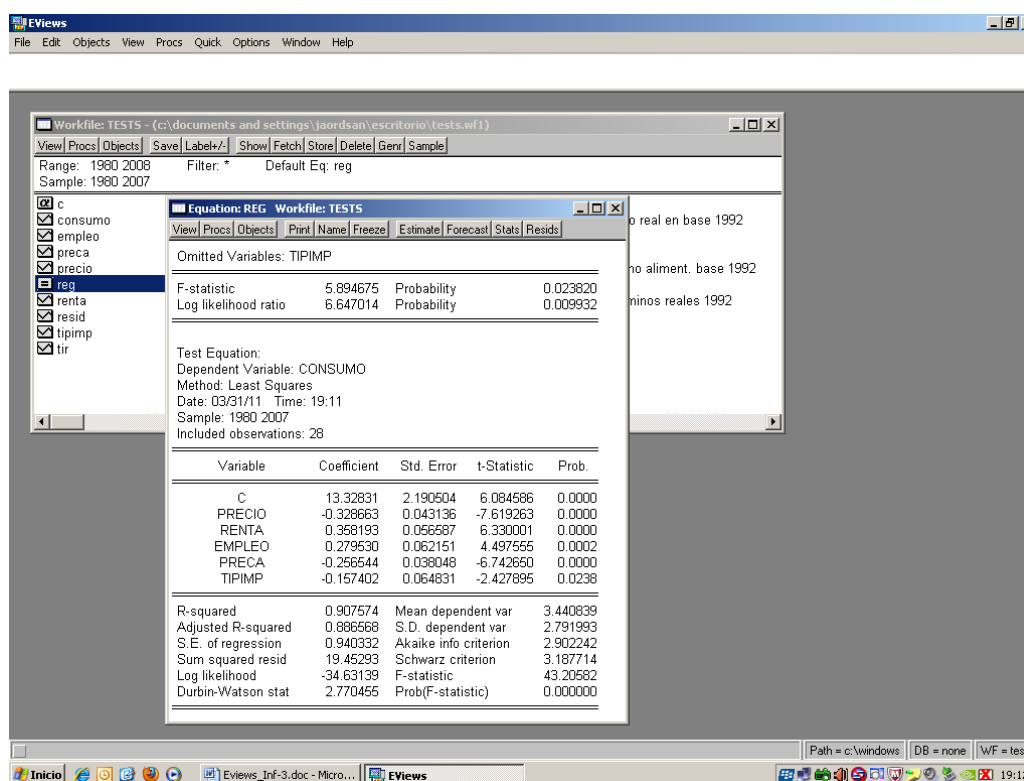 EViews
File Edit Objects View Procs Quick Options Window Help
Workfile: TESTS - (c:\documents and settings\jaordsan\escritorio\tests.wf1)
View Procs Objects Save Label+/- Show Fetch Store Delete Genr Sample
Range: 1980 2008 Filter: * Default Eq: reg
Sample: 1980 2007
c
consumo
empleo
preca
precio
reg
renta
resid
tipimp
tir
o real en base 1992
no aliment. base 1992
minos reales 1992
Equation: REG Workfile: TESTS
View Procs Objects Print Name Freeze Estimate Forecast Stats Resids
Omitted Variables: TIPIMP
F-statistic 5.894675 Probability 0.023820
Log likelihood ratio 6.647014 Probability 0.009932
Test Equation:
Dependent Variable: CONSUMO
Method: Least Squares
Date: 03/31/11 Time: 19:11
Sample: 1980 2007
Included observations: 28
Variable Coefficient Std. Error t-Statistic Prob.
C 13.32831 2.190504 6.084586 0.0000
PRECIO -0.328663 0.043136 -7.619263 0.0000
RENTA 0.358193 0.056587 6.330001 0.0000
EMPLEO 0.279530 0.062151 4.497555 0.0002
PRECA -0.256544 0.038048 -6.742650 0.0000
TIPIMP -0.157402 0.064831 -2.427895 0.0238
R-squared 0.907574 Mean dependent var 3.440839
Adjusted R-squared 0.886568 S.D. dependent var 2.791993
S.E. of regression 0.940332 Akaike info criterion 2.902242
Sum squared resid 19.45293 Schwarz criterion 3.187714
Log likelihood -34.63139 F-statistic 43.20582
Durbin-Watson stat 2.770455 Prob(F-statistic) 0.000000
Path = c:\windows DB = none WF = tes
Inicio Eviews_Inf-3.doc - Micro... EViews 19:1